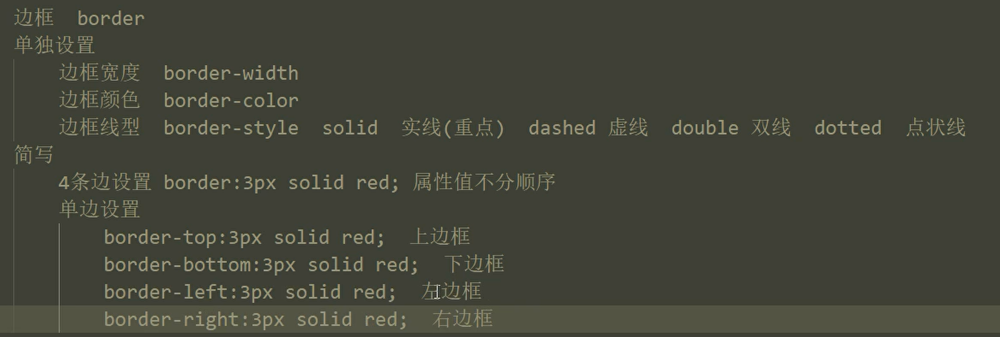 边框  border
单独设置
边框宽度  border-width
边框颜色  border-color
边框线型  border-style  solid  实线(重点)  dashed 虚线  double 双线  dotted  点状线
简写
4条边设置 border:3px solid red; 属性值不分顺序
单边设置
border-top:3px solid red;  上边框
border-bottom:3px solid red;  下边框
border-left:3px solid red;  左边框
border-right:3px solid red;  右边框